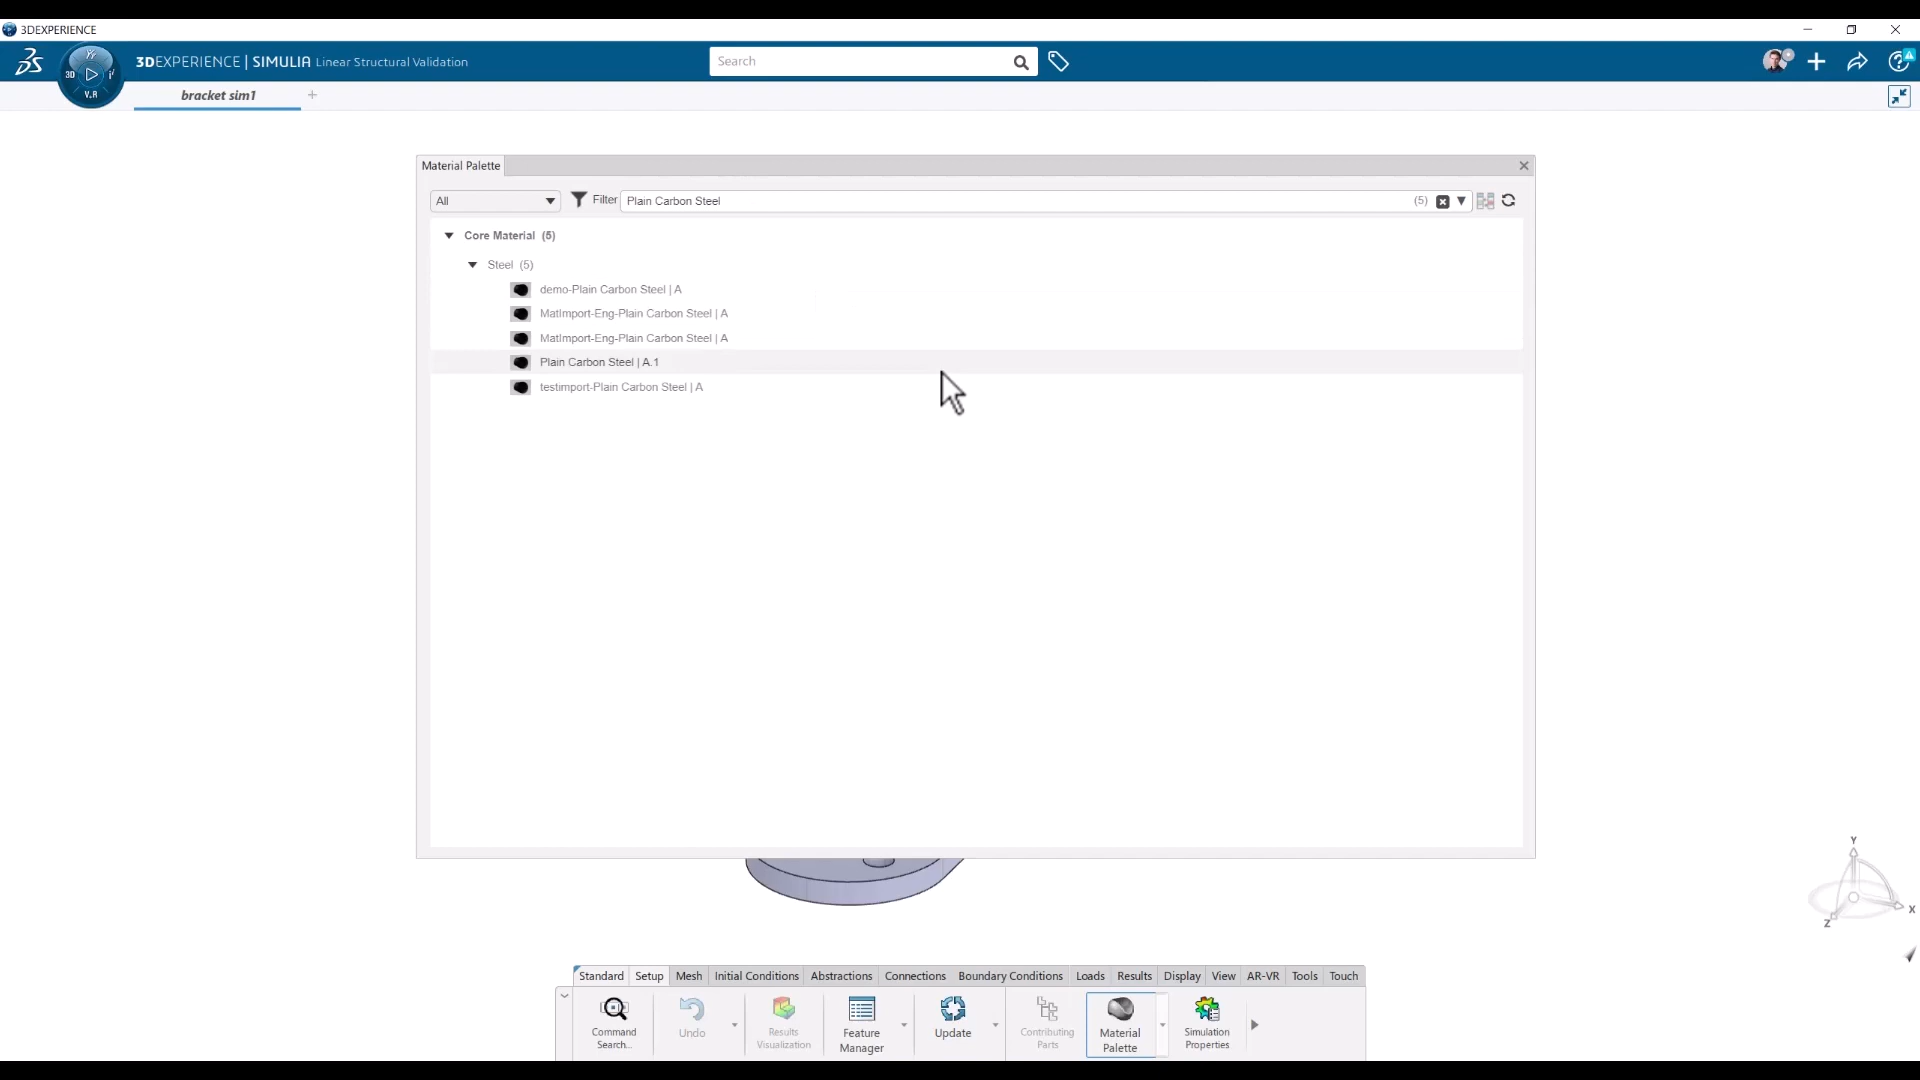 3DEXPERIENCE
3DEXPERIENCE | SIMULIA Linear Structural Validation
Search
3D
V.R
bracket sim1
Material Palette
All
Filter
Plain Carbon Steel
(5)
Core Material (5)
Steel (5)
demo-Plain Carbon Steel | A
MatImport-Eng-Plain Carbon Steel | A
MatImport-Eng-Plain Carbon Steel | A
Plain Carbon Steel | A.1
testimport-Plain Carbon Steel | A
Y
X
Z
Standard Setup Mesh Initial Conditions Abstractions Connections Boundary Conditions Loads Results Display View AR-VR Tools Touch
Command Search...
Undo
Results Visualization
Feature Manager
Update
Contributing Parts
Material Palette
Simulation Properties